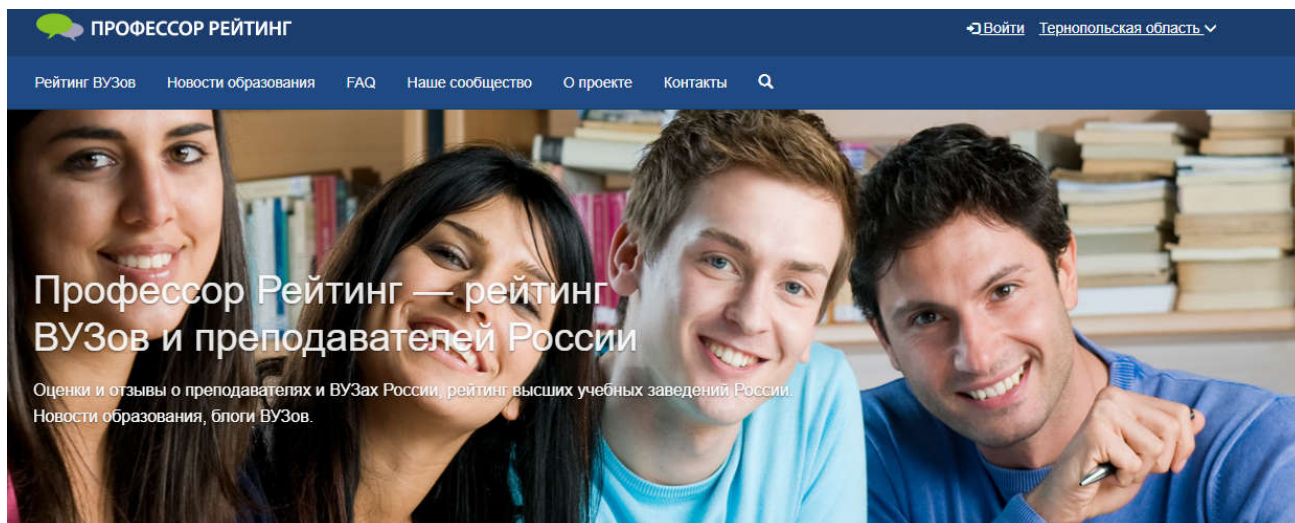 ПРОФЕССОР РЕЙТИНГ
Войти Тернопольская область
Рейтинг ВУЗов Новости образования FAQ Наше сообщество О проекте Контакты
Профессор Рейтинг — рейтинг
ВУЗов и преподавателей России
Оценки и отзывы о преподавателях и ВУЗах России, рейтинг высших учебных заведений России.
Новости образования, блоги ВУЗов.